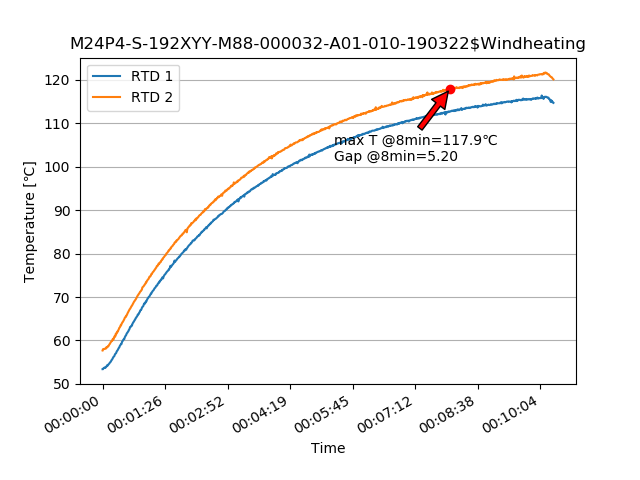 M24P4-S-192XYY-M88-000032-A01-010-190322$Windheating
RTD 1
RTD 2
max T @8min=117.9℃
Gap @8min=5.20
Temperature [℃]
120
110
100
90
80
70
60
50
00:00:00
00:01:26
00:02:52
00:04:19
00:05:45
00:07:12
00:08:38
00:10:04
Time